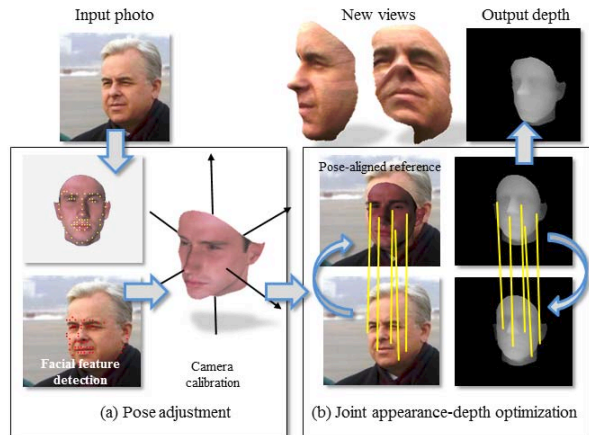 Input photo
New views
Output depth
Pose-aligned reference
Facial feature
detection
Camera
calibration
(a) Pose adjustment
(b) Joint appearance-depth optimization